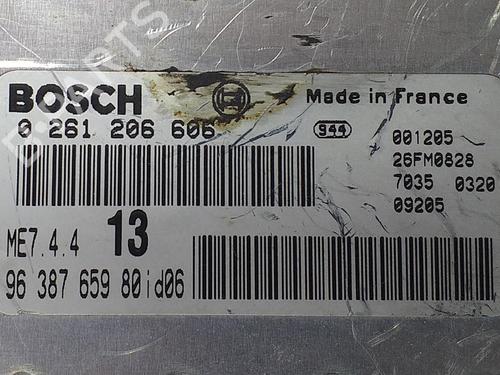 BOSCH
Made in France
0 261 206 606
944
001205
26FM0828
7035 0320
09205
ME7.4.4 13
96 387 659 80id06